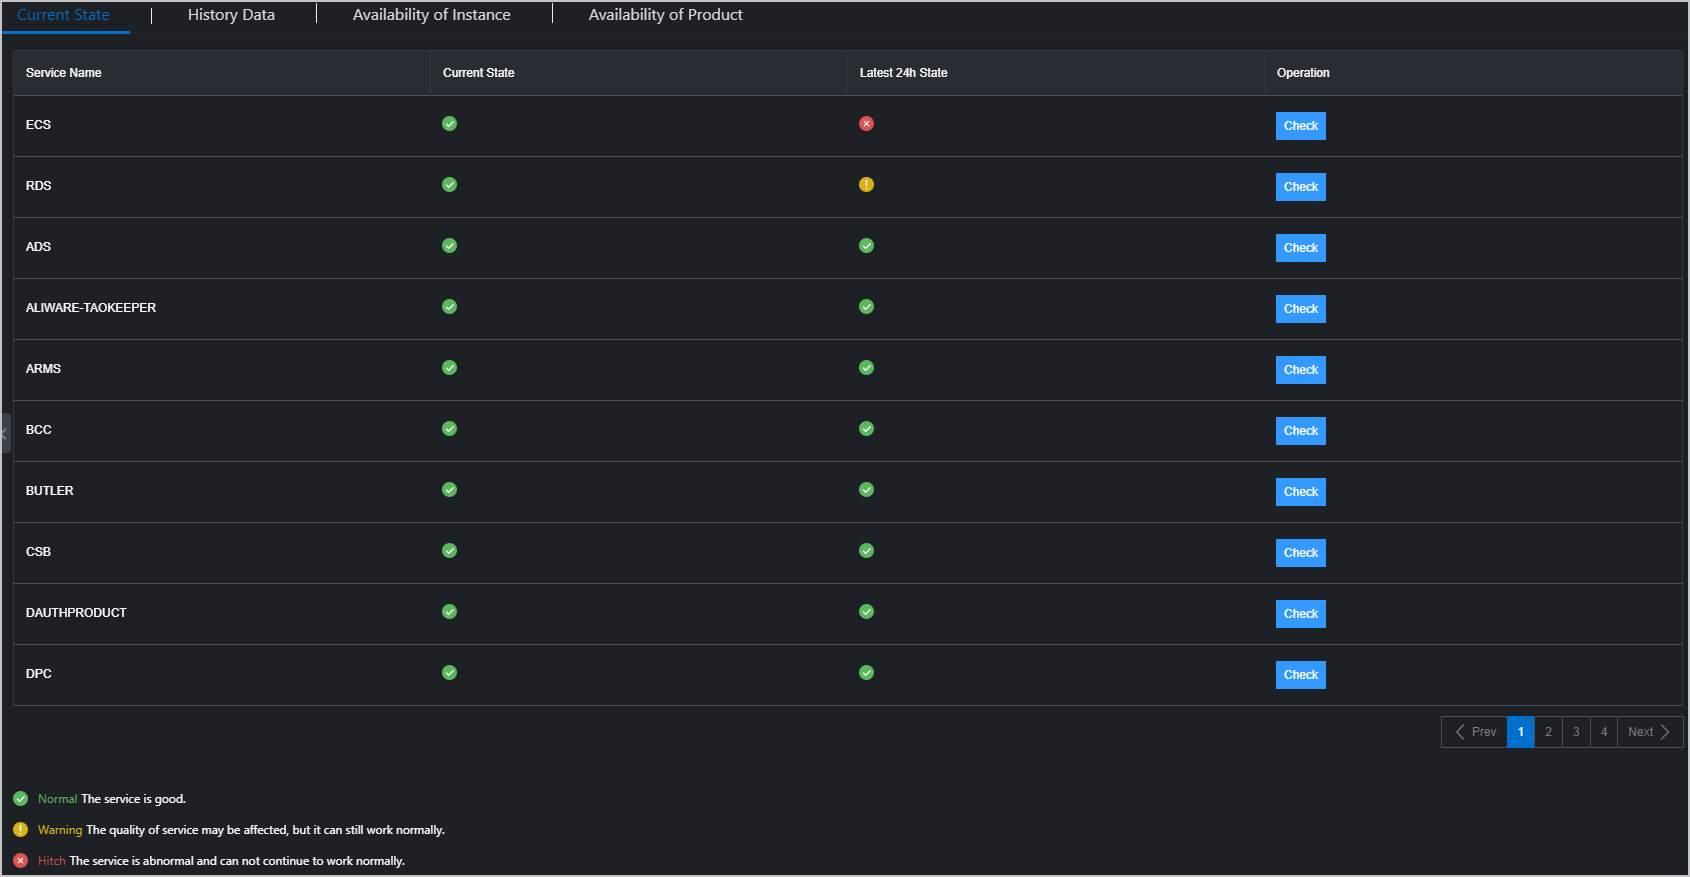 Current State | History Data | Availability of Instance | Availability of Product
Service Name Current State Latest 24h State Operation
ECS Check
RDS Check
ADS Check
ALIWARE-TAOKEEPER Check
ARMS Check
BCC Check
BUTLER Check
CSB Check
DAUTHPRODUCT Check
DPC Check
Prev 1 2 3 4 Next
Normal The service is good.
Warning The quality of service may be affected, but it can still work normally.
Hitch The service is abnormal and can not continue to work normally.